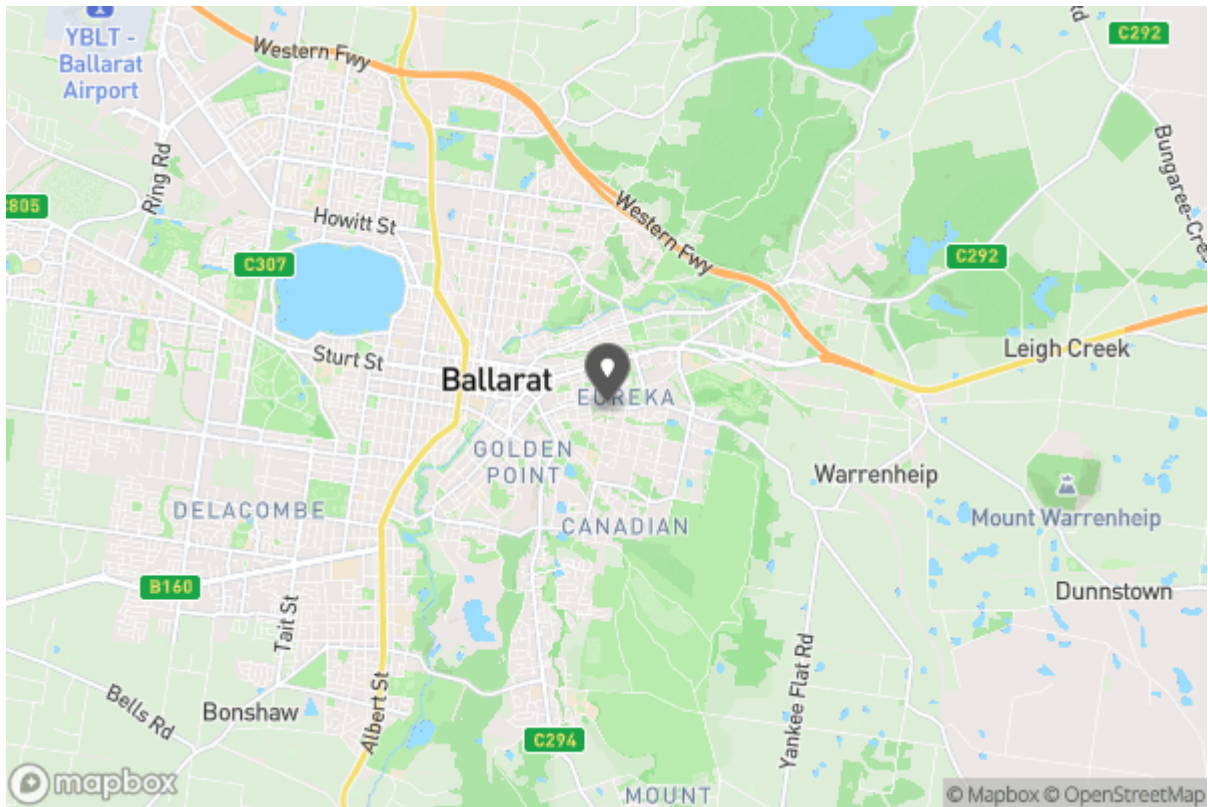 YBLT -
Ballarat
Airport
Western Fwy
C292
Ring Rd
Bungaree-Cres
C805
Howitt St
Western Fwy
C307
C292
Sturt St
Leigh Creek
Ballarat
EUREKA
GOLDEN
POINT
Warrenheip
DELACOMBE
CANADIAN
Mount Warrenheip
B160
Dunnstown
Tait St
Yankee Flat Rd
Bells Rd
Bonshaw
Albert St
C294
Rd
mapbox
MOUNT
© Mapbox © OpenStreetMap